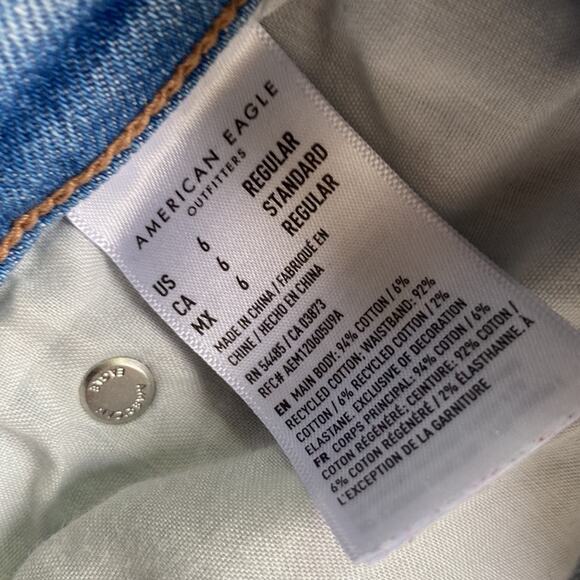 AMERICAN EAGLE
OUTFITTERS
US 6 REGULAR
CA 6 STANDARD
MX 6 REGULAR
MADE IN CHINA / FABRIQUÉ EN
CHINE / HECHO EN CHINA
RN 54485 / CA 03873
REC# AEM120605U9A
EN MAIN BODY: 94% COTTON / 6%
RECYCLED COTTON: WAISTBAND: 92%
COTTON / 6% RECYCLED COTTON / 2%
ELASTANE. EXCLUSIVE OF DECORATION
FR CORPS PRINCIPAL: 94% COTON / 6%
COTON RÉGÉNÉRÉ; CEINTURE: 92% COTON /
6% COTON RÉGÉNÉRÉ / 2% ELASTHANNE. À
L'EXCEPTION DE LA GARNITURE